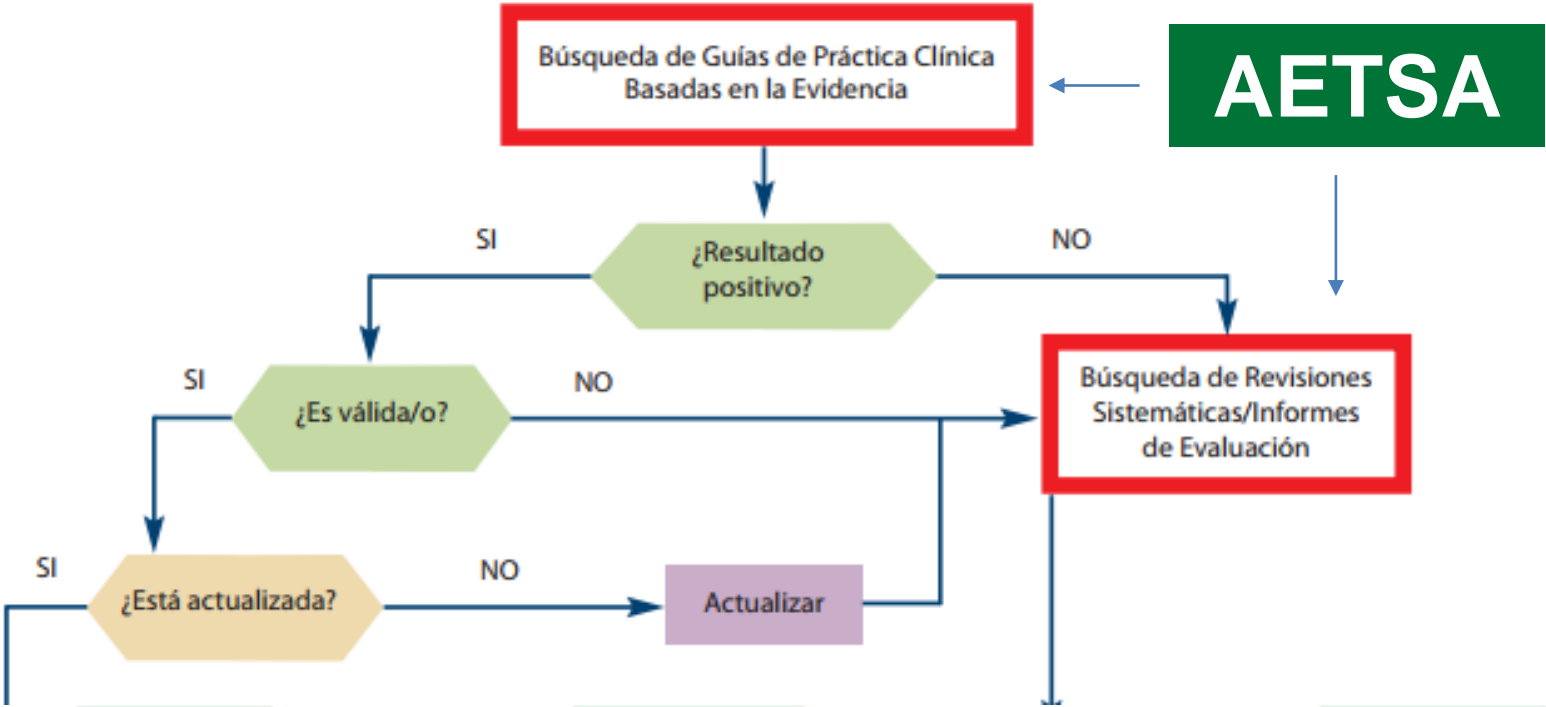 Búsqueda de Guías de Práctica Clínica
Basadas en la Evidencia
AETSA
SI
¿Resultado
positivo?
NO
SI
¿Es válida/o?
NO
Búsqueda de Revisiones
Sistemáticas/Informes
de Evaluación
SI
¿Está actualizada?
NO
Actualizar